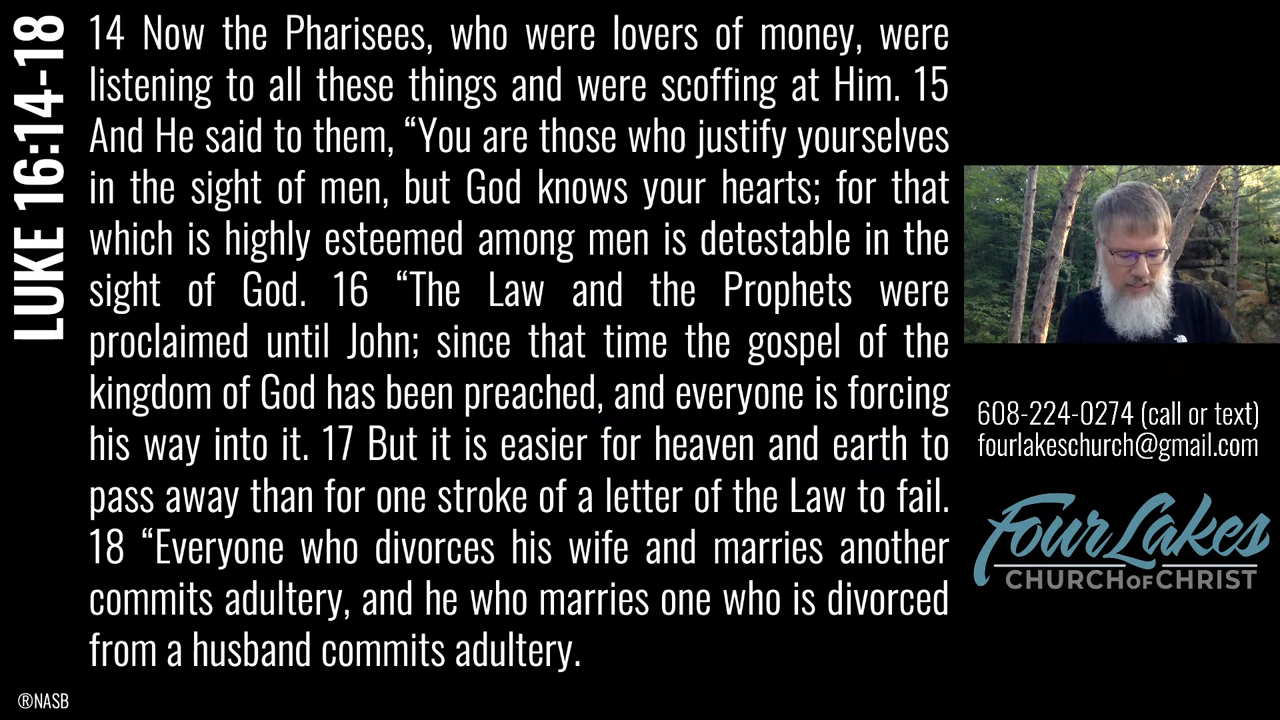 LUKE 16:14-18
14 Now the Pharisees, who were lovers of money, were
listening to all these things and were scoffing at Him. 15
And He said to them, “You are those who justify yourselves
in the sight of men, but God knows your hearts; for that
which is highly esteemed among men is detestable in the
sight of God. 16 “The Law and the Prophets were
proclaimed until John; since that time the gospel of the
kingdom of God has been preached, and everyone is forcing
his way into it. 17 But it is easier for heaven and earth to
pass away than for one stroke of a letter of the Law to fail.
18 “Everyone who divorces his wife and marries another
commits adultery, and he who marries one who is divorced
from a husband commits adultery.
®NASB
608-224-0274 (call or text)
fourlakeschurch@gmail.com
Four Lakes
CHURCH OF CHRIST